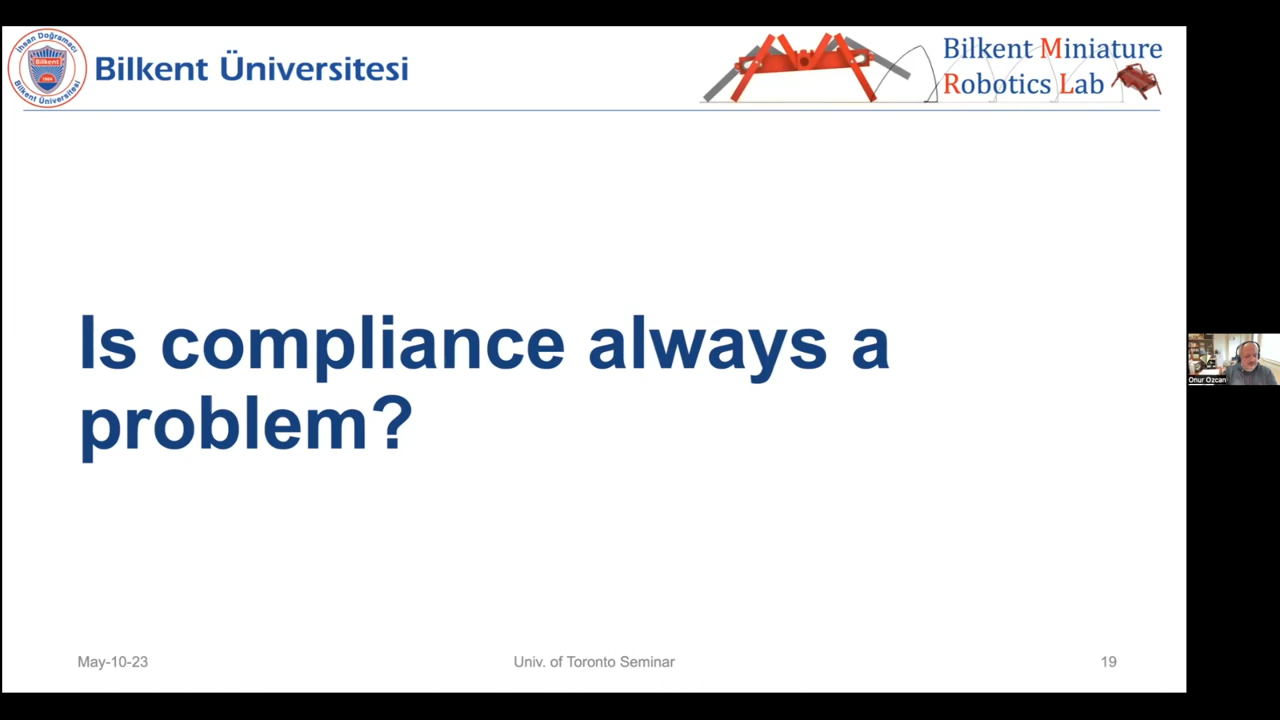 İhsan Doğramacı
Bilkent
1984
Bilkent Üniversitesi
Bilkent Üniversitesi
Bilkent Miniature
Robotics Lab
Is compliance always a
problem?
Onur Ozcan
May-10-23
Univ. of Toronto Seminar
19